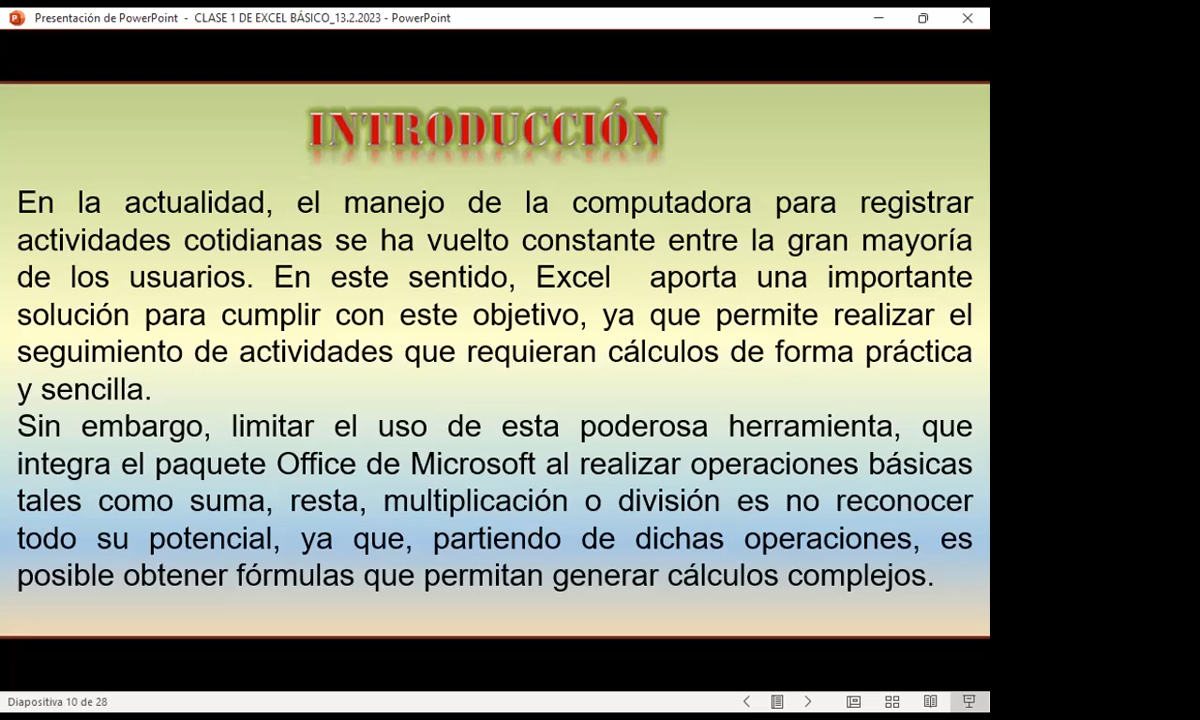 Presentación de PowerPoint - CLASE 1 DE EXCEL BÁSICO_13.2.2023 - PowerPoint
INTRODUCCIÓN
En la actualidad, el manejo de la computadora para registrar
actividades cotidianas se ha vuelto constante entre la gran mayoría
de los usuarios. En este sentido, Excel aporta una importante
solución para cumplir con este objetivo, ya que permite realizar el
seguimiento de actividades que requieran cálculos de forma práctica
y sencilla.
Sin embargo, limitar el uso de esta poderosa herramienta, que
integra el paquete Office de Microsoft al realizar operaciones básicas
tales como suma, resta, multiplicación o división es no reconocer
todo su potencial, ya que, partiendo de dichas operaciones, es
posible obtener fórmulas que permitan generar cálculos complejos.
Diapositiva 10 de 28